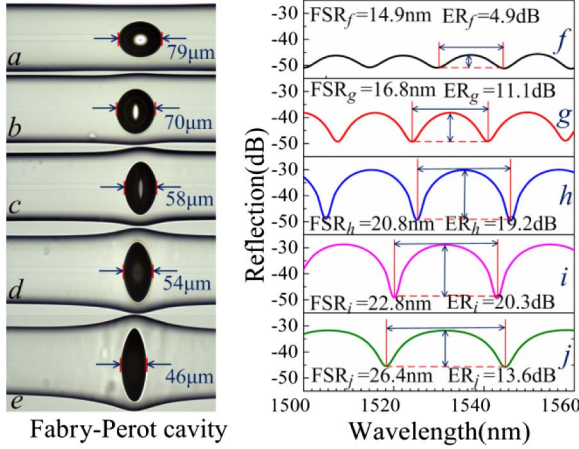 a
79μm
b
70μm
c
58μm
d
54μm
e
46μm
Fabry-Perot cavity
Reflection(dB)
-30
-50
FSRf=14.9nm ERf=4.9dB
f
-30
-40
-50
FSRg=16.8nm ERg=11.1dB
g
-30
-40
-50
h
FSRh=20.8nm ERh=19.2dB
-30
-40
-50
i
FSRi=22.8nm ERi=20.3dB
-30
-40
-50
j
FSRj=26.4nm ERj=13.6dB
1500 1520 1540 1560
Wavelength(nm)